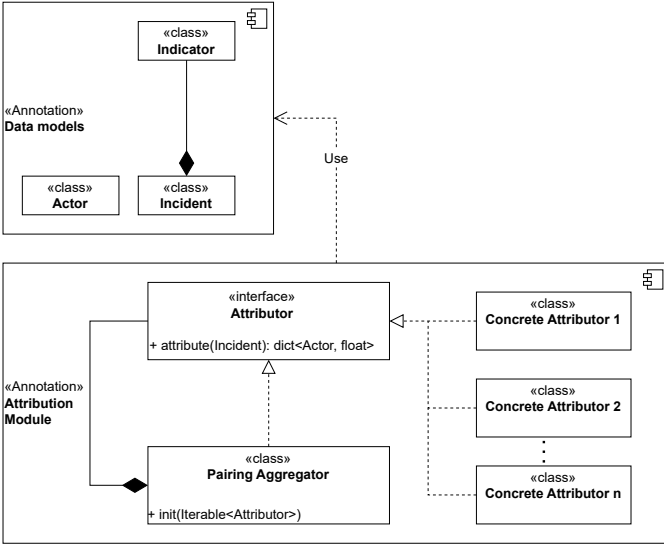 «class»
Indicator
«Annotation»
Data models
«class»
Actor
«class»
Incident
Use
«interface»
Attributor
+ attribute(Incident): dict<Actor, float>
«class»
Concrete Attributor 1
«Annotation»
Attribution
Module
«class»
Concrete Attributor 2
«class»
Pairing Aggregator
+ init(Iterable<Attributor>)
«class»
Concrete Attributor n